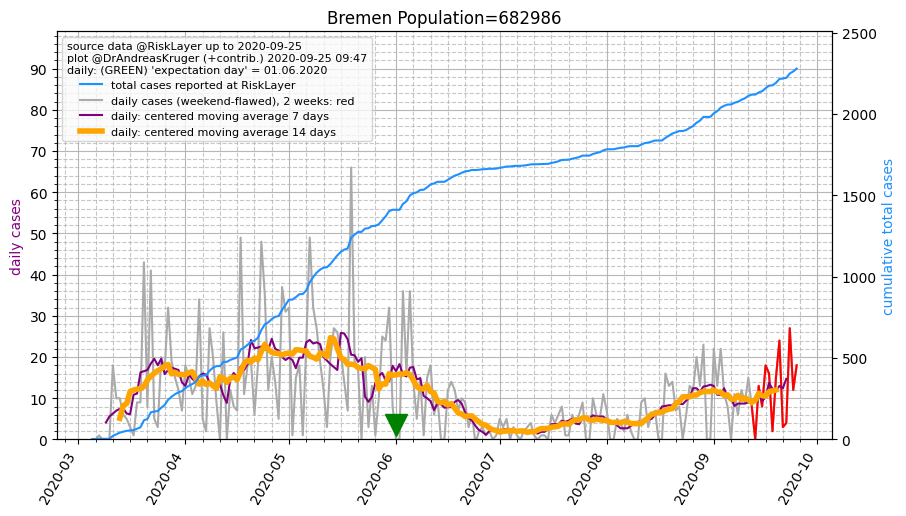 Bremen Population=682986
source data @RiskLayer up to 2020-09-25
plot @DrAndreasKruger (+contrib.) 2020-09-25 09:47
daily: (GREEN) 'expectation day' = 01.06.2020
total cases reported at RiskLayer
daily cases (weekend-flawed), 2 weeks: red
daily: centered moving average 7 days
daily: centered moving average 14 days
daily cases
90
80
70
60
50
40
30
20
10
0
2500
2000
1500
1000
500
0
cumulative total cases
2020-03
2020-04
2020-05
2020-06
2020-07
2020-08
2020-09
2020-10